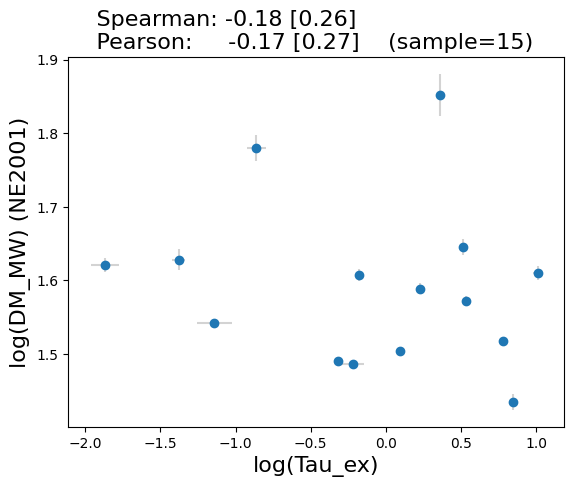 Spearman: -0.18 [0.26]
Pearson: -0.17 [0.27] (sample=15)
1.9
1.8
1.7
1.6
1.5
log(DM_MW) (NE2001)
−2.0 −1.5 −1.0 −0.5 0.0 0.5 1.0
log(Tau_ex)